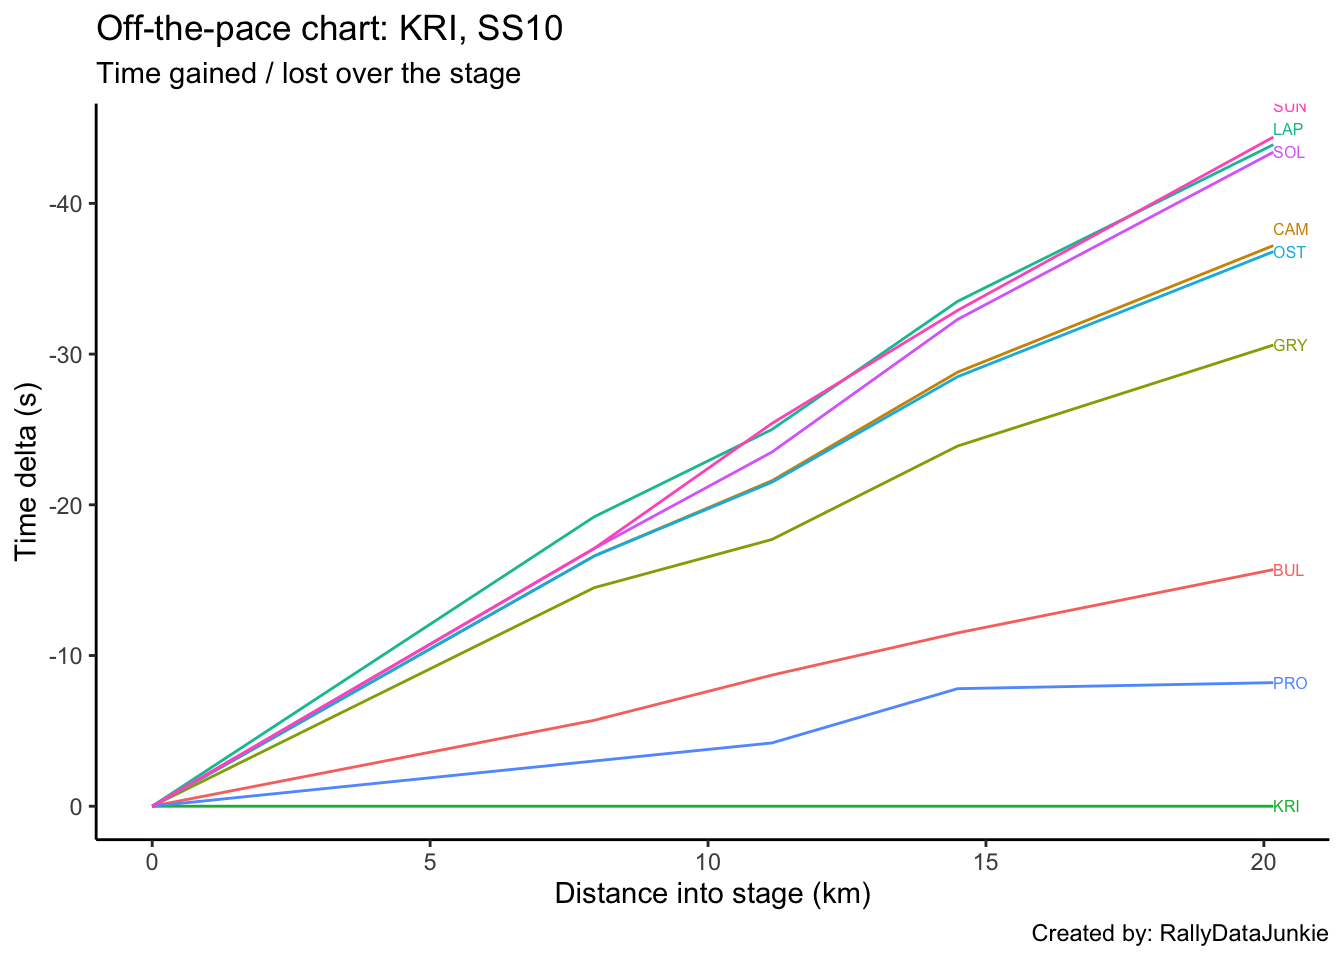 Off-the-pace chart: KRI, SS10
Time gained / lost over the stage
SUN
LAP
SOL
-40
CAM
OST
-30
GRY
Time delta (s)
-20
BUL
-10
PRO
0
KRI
0 5 10 15 20
Distance into stage (km)
Created by: RallyDataJunkie